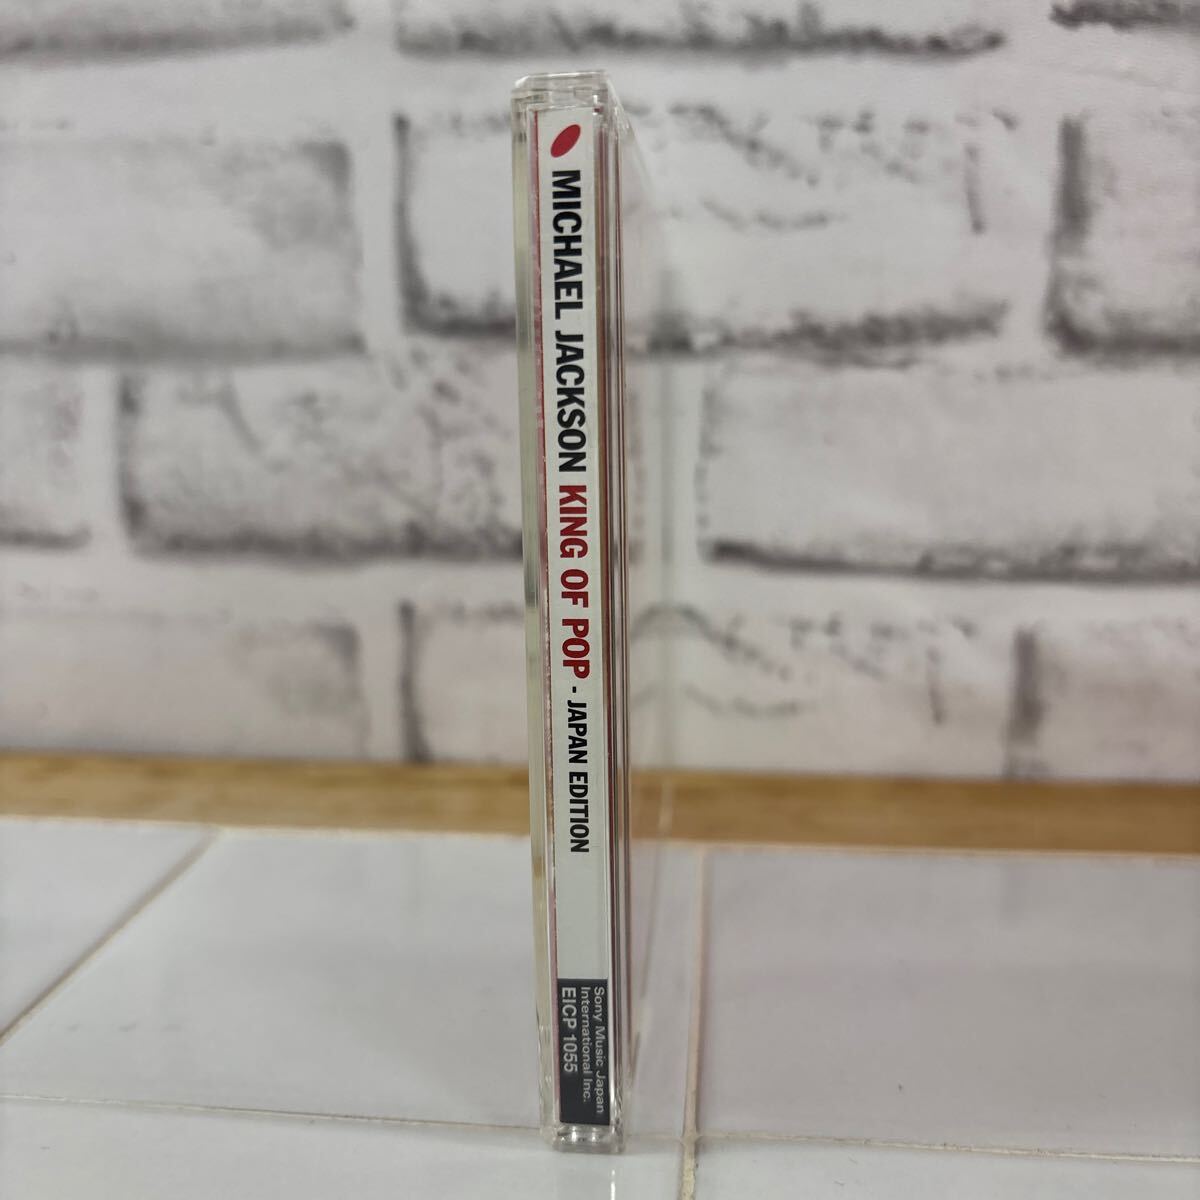 MICHAEL JACKSON KING OF POP - JAPAN EDITION
Sony Music Japan
International Inc.
EICP 1055